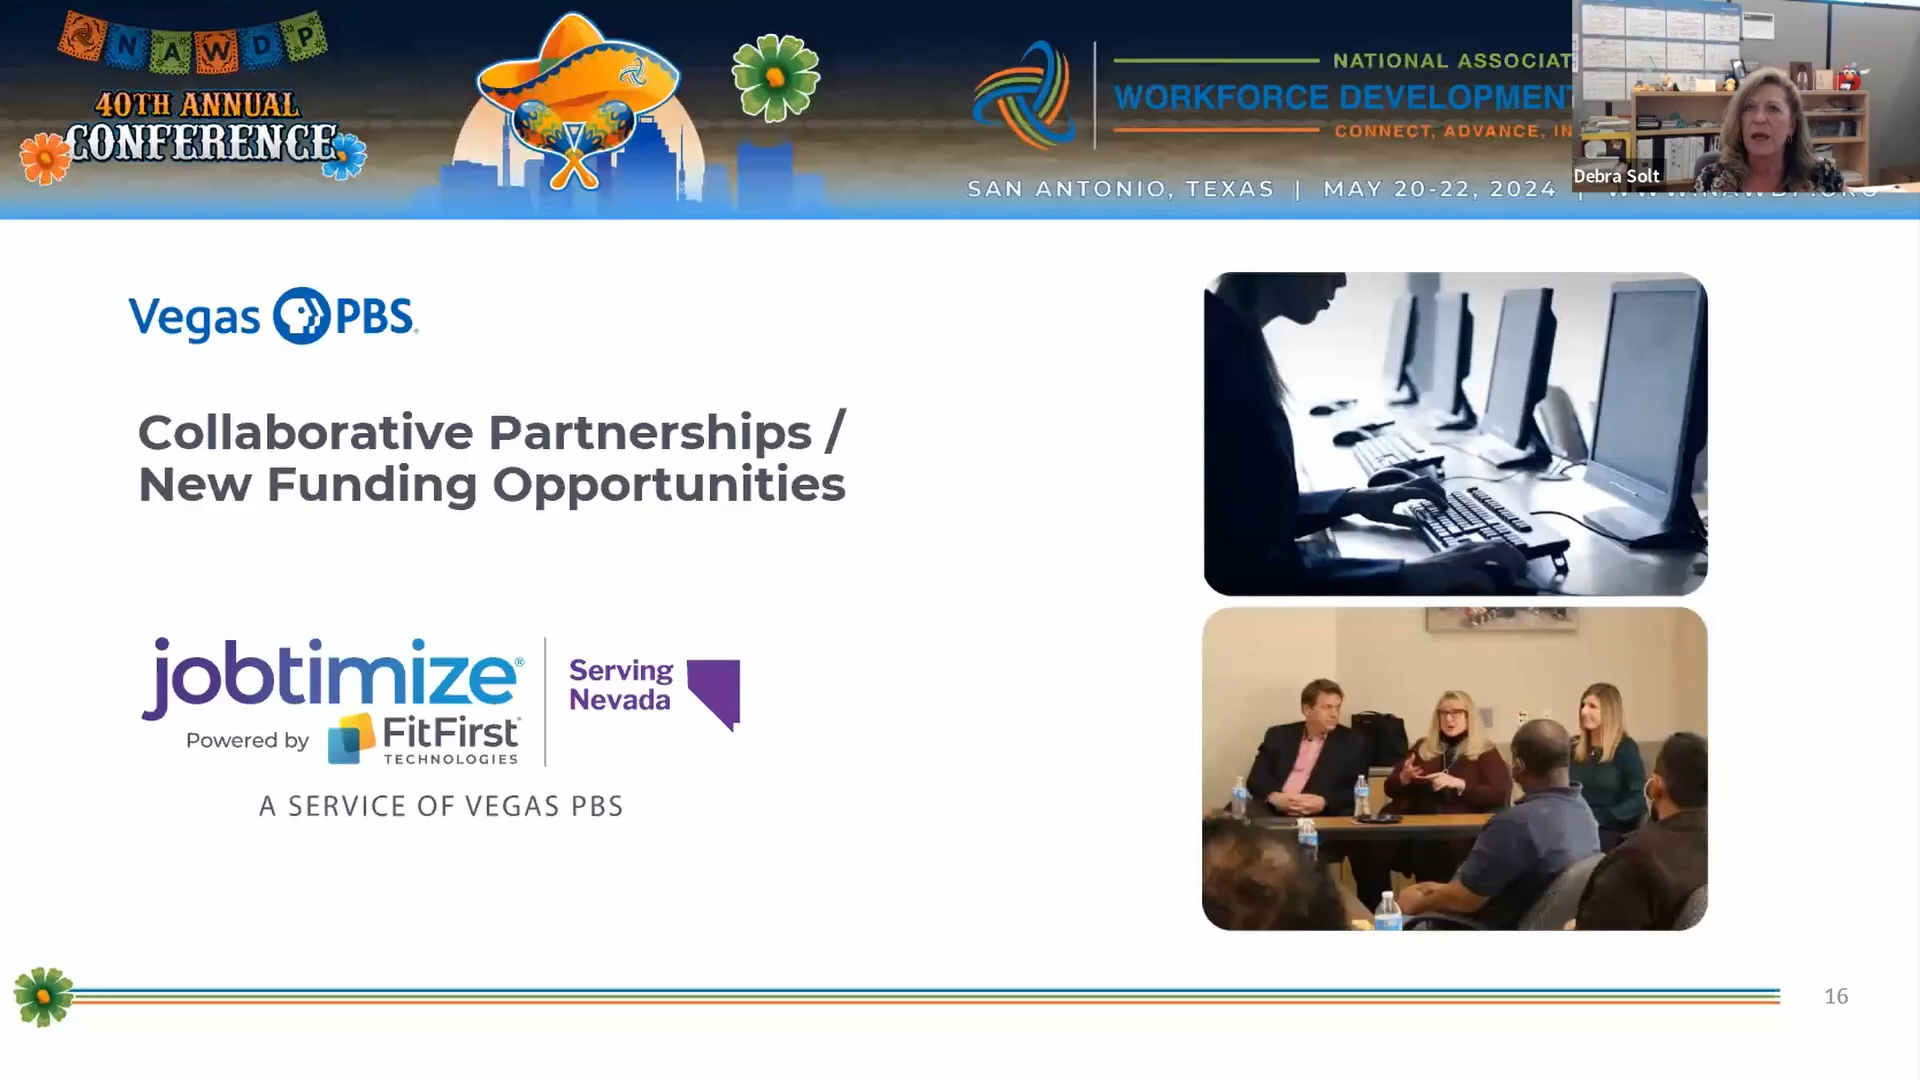 NAWDP
40TH ANNUAL
CONFERENCE
NATIONAL ASSOCIAT
WORKFORCE DEVELOPMENT
CONNECT, ADVANCE, IN
SAN ANTONIO, TEXAS | MAY 20-22, 2024 |
Debra Solt
Vegas PBS
Collaborative Partnerships /
New Funding Opportunities
jobtimize®
Powered by FitFirst
TECHNOLOGIES
Serving
Nevada
A SERVICE OF VEGAS PBS
16